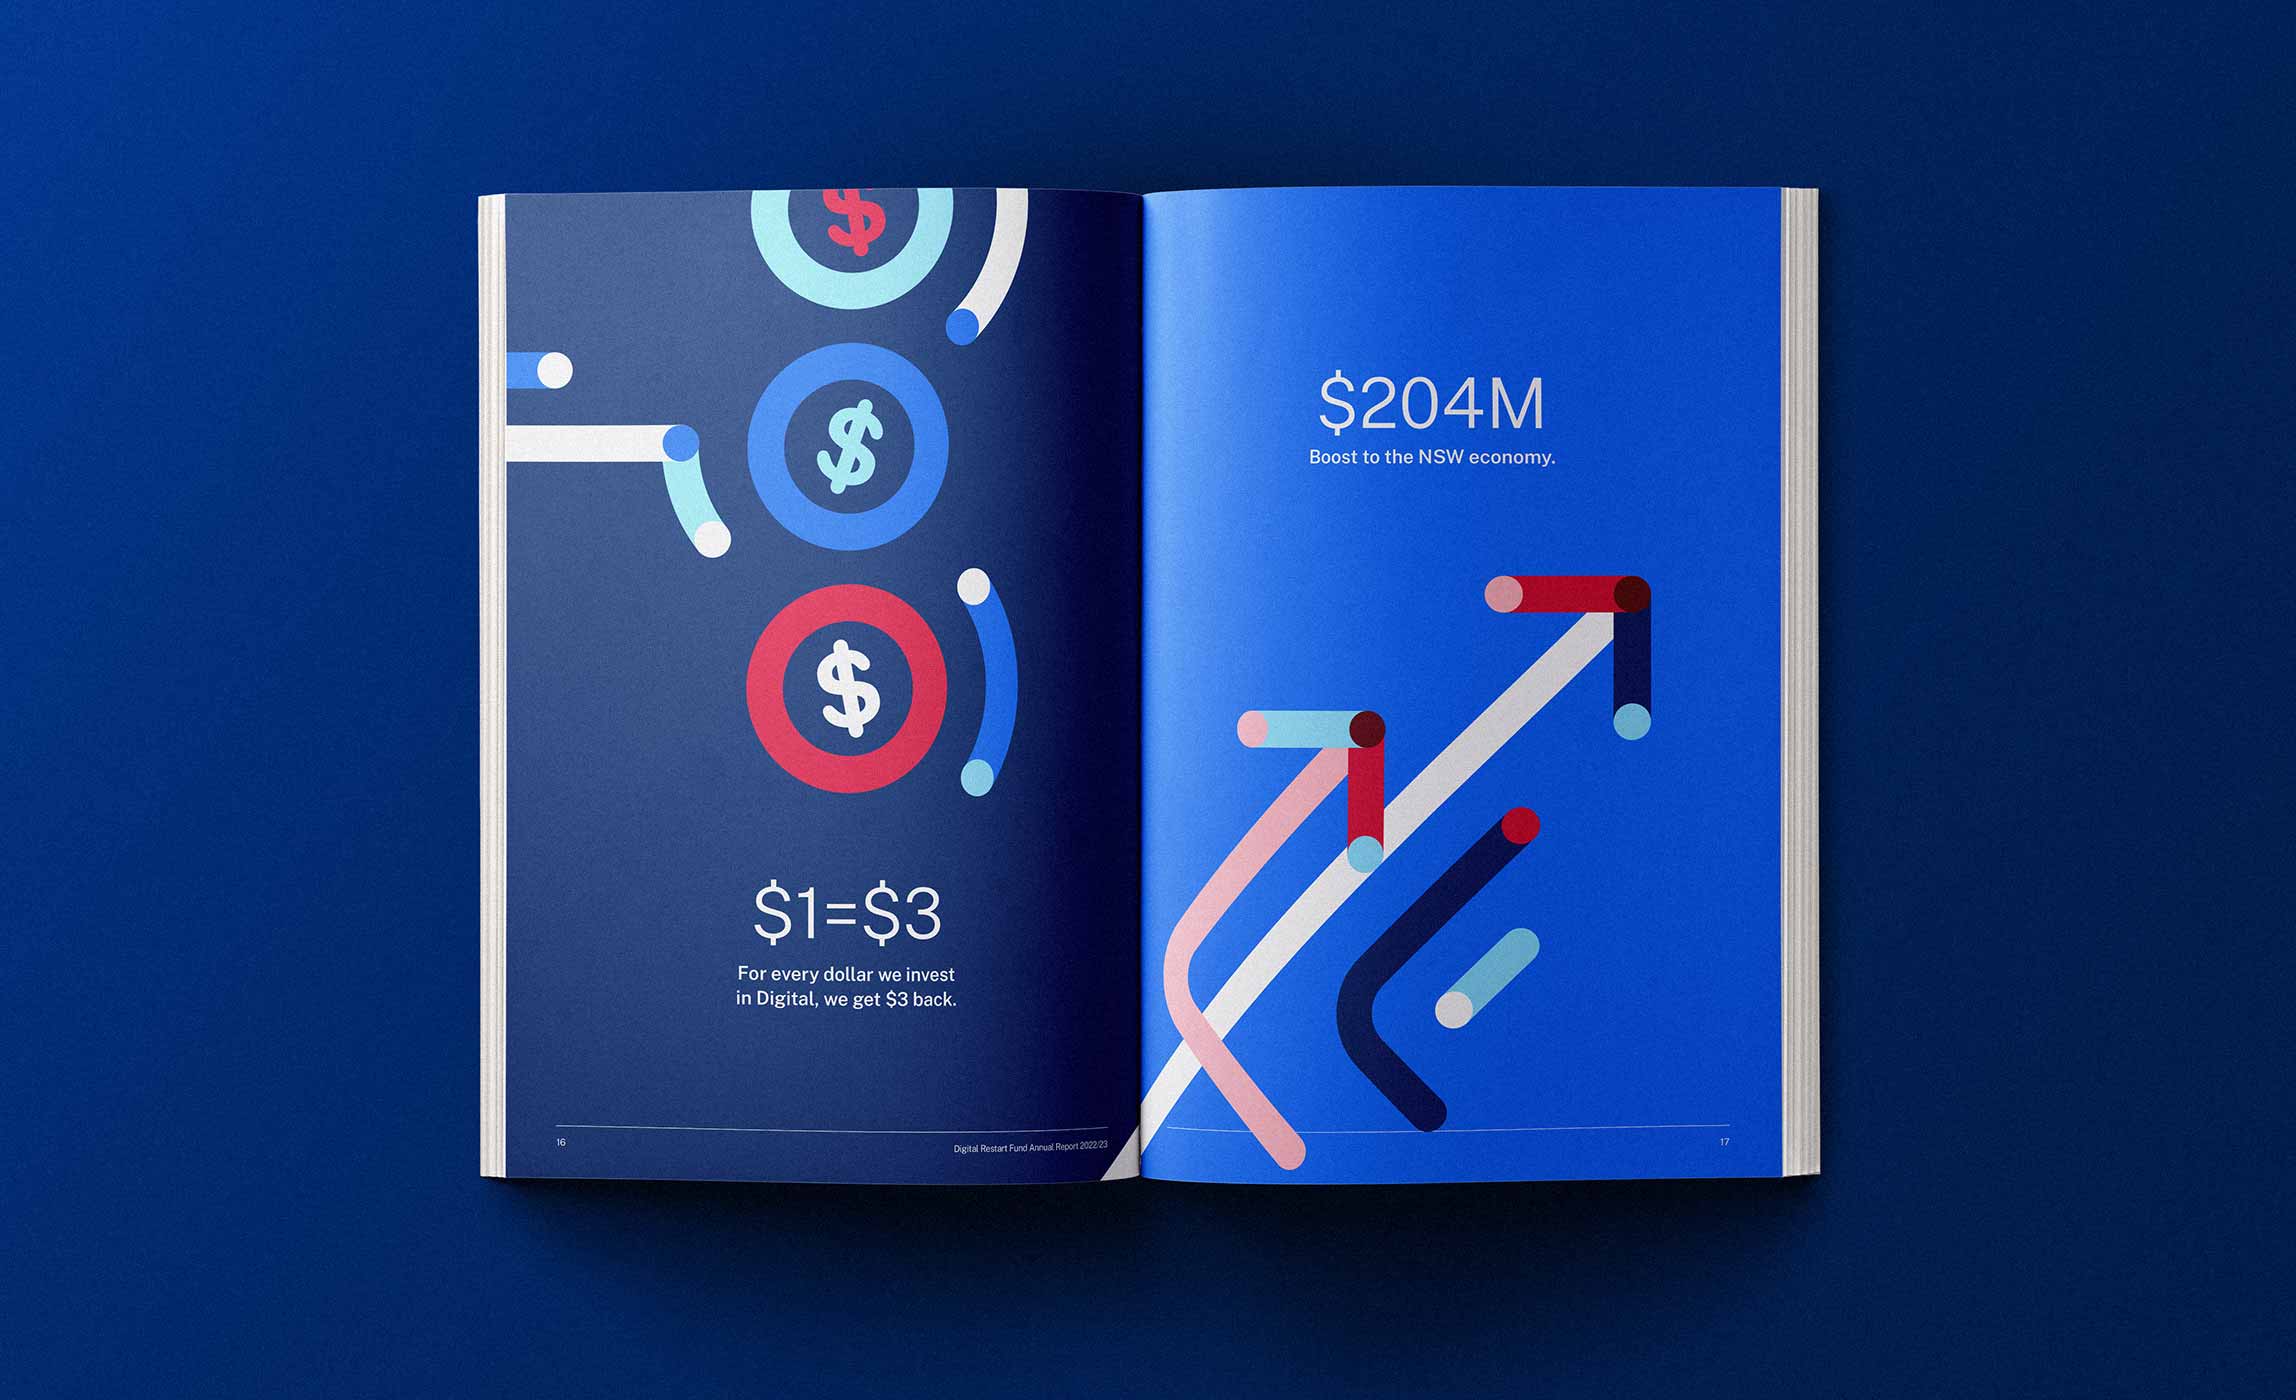 $
$
$
$1=$3
For every dollar we invest
in Digital, we get $3 back.
16
Digital Restart Fund Annual Report 2022/23
$204M
Boost to the NSW economy.
17